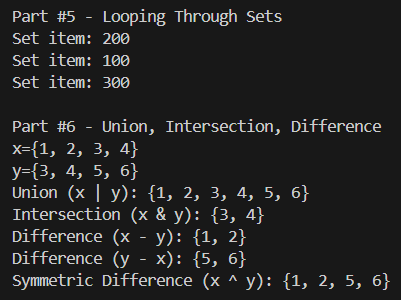 Part #5 - Looping Through Sets
Set item: 200
Set item: 100
Set item: 300

Part #6 - Union, Intersection, Difference
x={1, 2, 3, 4}
y={3, 4, 5, 6}
Union (x | y): {1, 2, 3, 4, 5, 6}
Intersection (x & y): {3, 4}
Difference (x - y): {1, 2}
Difference (y - x): {5, 6}
Symmetric Difference (x ^ y): {1, 2, 5, 6}